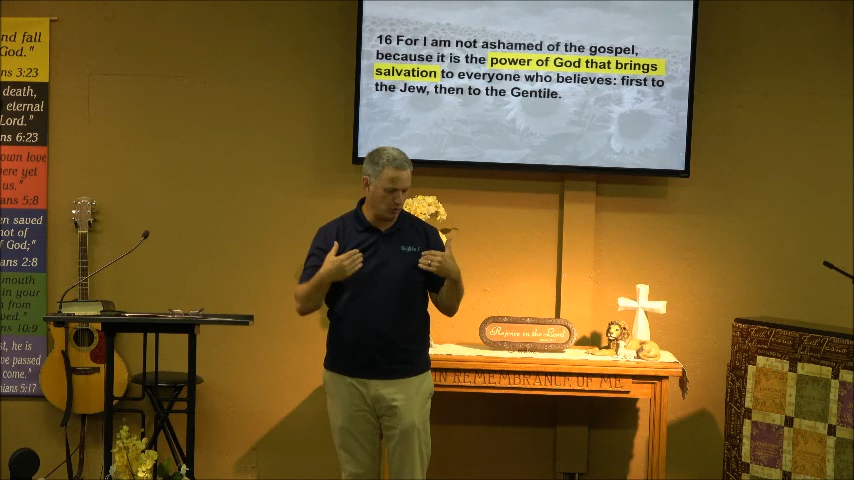 16 For I am not ashamed of the gospel,
because it is the power of God that brings
salvation to everyone who believes: first to
the Jew, then to the Gentile.
nd fall
God."
ns 3:23
death,
eternal
Lord."
ns 6:23
own love
ere yet
us."
ans 5:8
en saved
not of
God;"
ans 2:8
mouth
in your
from
ved."
ans 10:9
st, he is
ve passed
come."
hians 5:17
Rejoice in the Lord
IN REMEMBRANCE OF ME